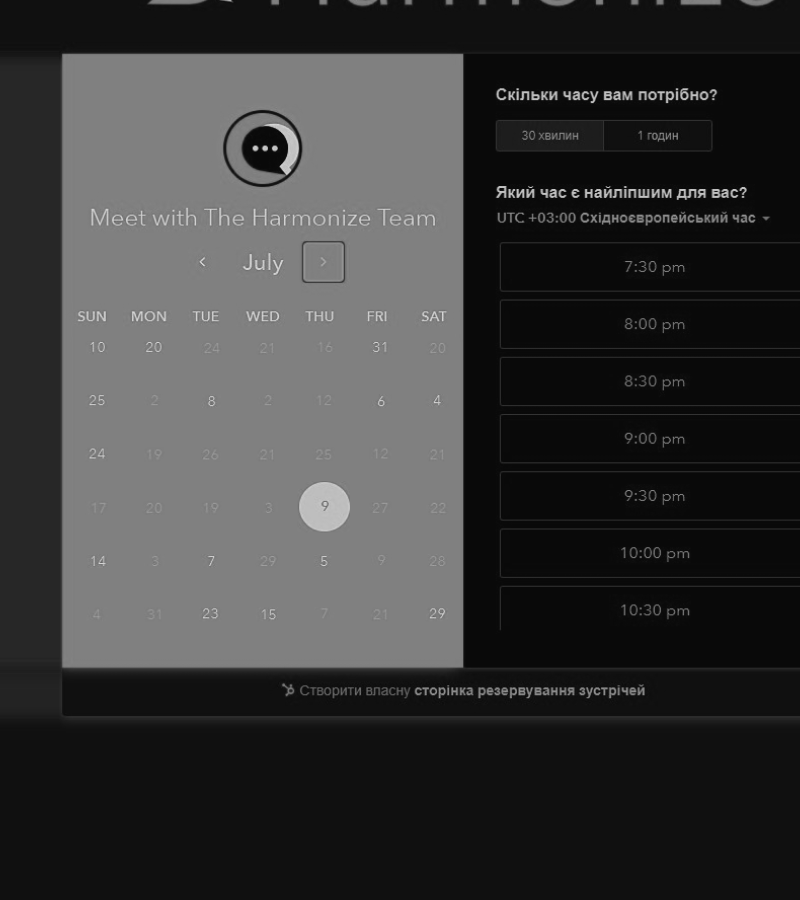 Harmonize
Meet with The Harmonize Team
July
SUN MON TUE WED THU FRI SAT
10 20 24 21 16 31 20
25 2 8 2 12 6 4
24 19 26 21 25 12 21
17 20 19 3 9 27 22
14 3 7 29 5 9 28
4 31 23 15 7 21 29
Скільки часу вам потрібно?
30 хвилин 1 годин
Який час є найліпшим для вас?
UTC +03:00 Східноєвропейський час
7:30 pm
8:00 pm
8:30 pm
9:00 pm
9:30 pm
10:00 pm
10:30 pm
Створити власну сторінка резервування зустрічей